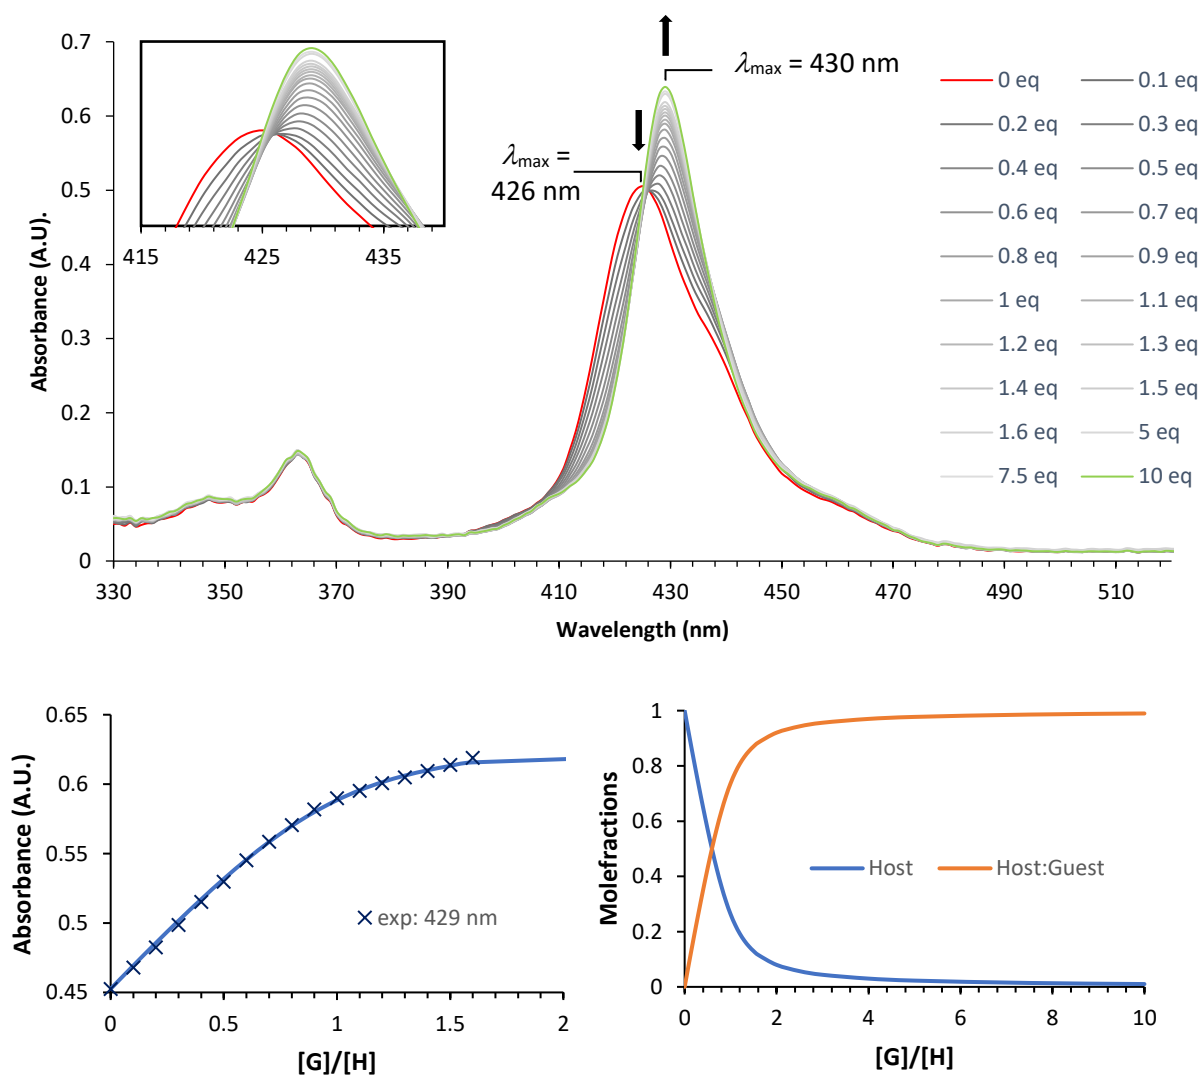 0.7
0.6
0.5
0.4
0.3
0.2
0.1
0
Absorbance (A.U).
415
425
435
λmax = 430 nm
λmax =
426 nm
330
350
370
390
410
430
450
470
490
510
Wavelength (nm)
0 eq 0.1 eq
0.2 eq 0.3 eq
0.4 eq 0.5 eq
0.6 eq 0.7 eq
0.8 eq 0.9 eq
1 eq 1.1 eq
1.2 eq 1.3 eq
1.4 eq 1.5 eq
1.6 eq 5 eq
7.5 eq 10 eq
0.65
0.6
0.55
0.5
0.45
Absorbance (A.U.)
exp: 429 nm
0
0.5
1
1.5
2
[G]/[H]
1
0.8
0.6
0.4
0.2
0
Molefractions
Host Host:Guest
0
2
4
6
8
10
[G]/[H]